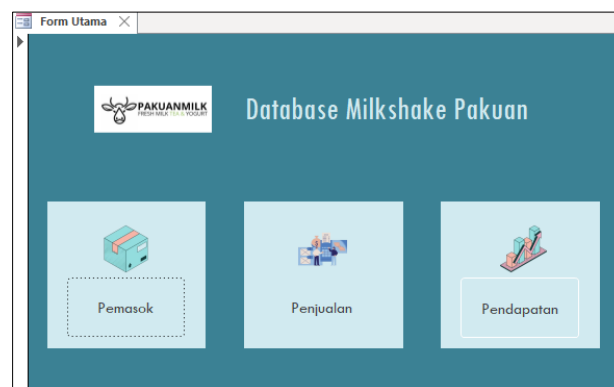 Form Utama
PAKUANMILK
FRESH MILK TEA & YOGURT
Database Milkshake Pakuan
Pemasok
Penjualan
Pendapatan